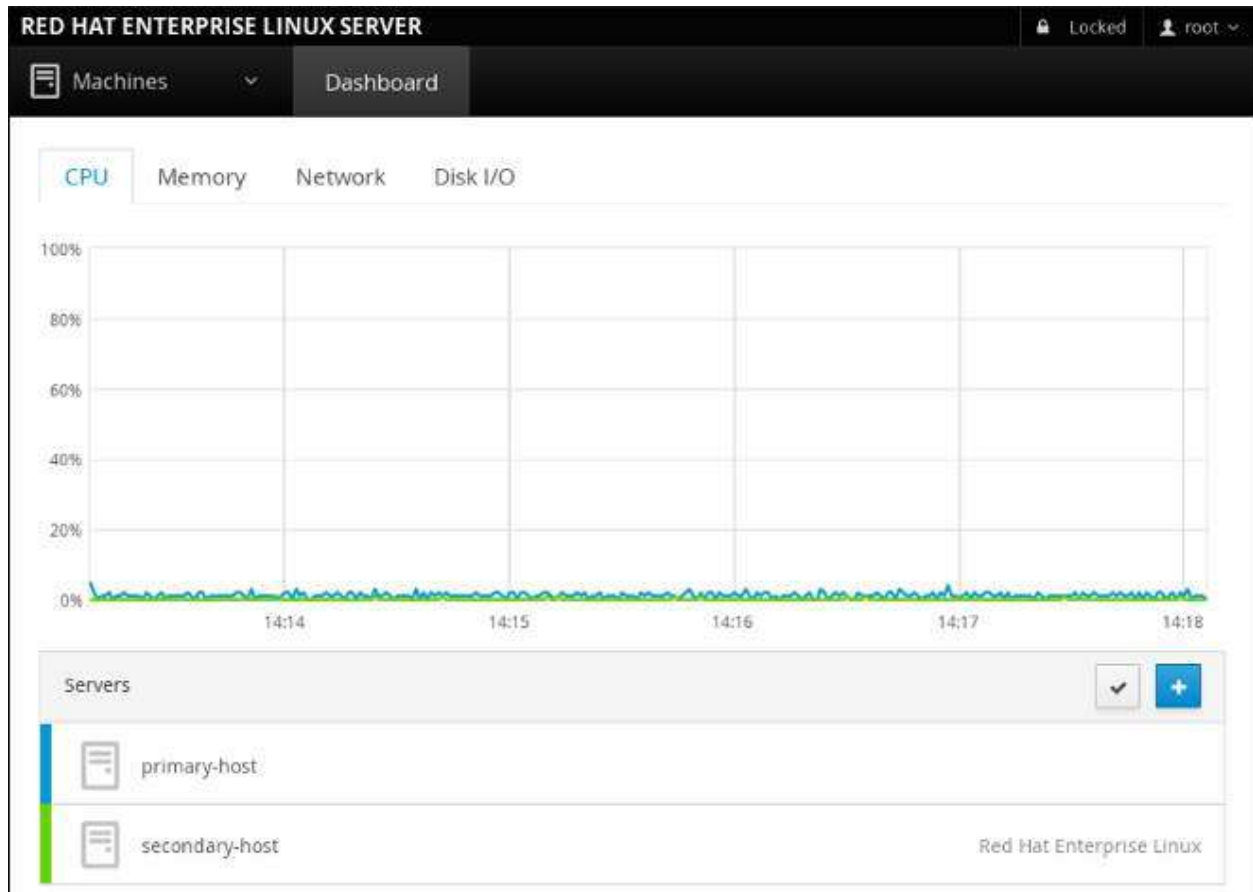 RED HAT ENTERPRISE LINUX SERVER Locked root
Machines Dashboard
CPU Memory Network Disk I/O
100%
80%
60%
40%
20%
0%
14:14 14:15 14:16 14:17 14:18
Servers
primary-host
secondary-host Red Hat Enterprise Linux